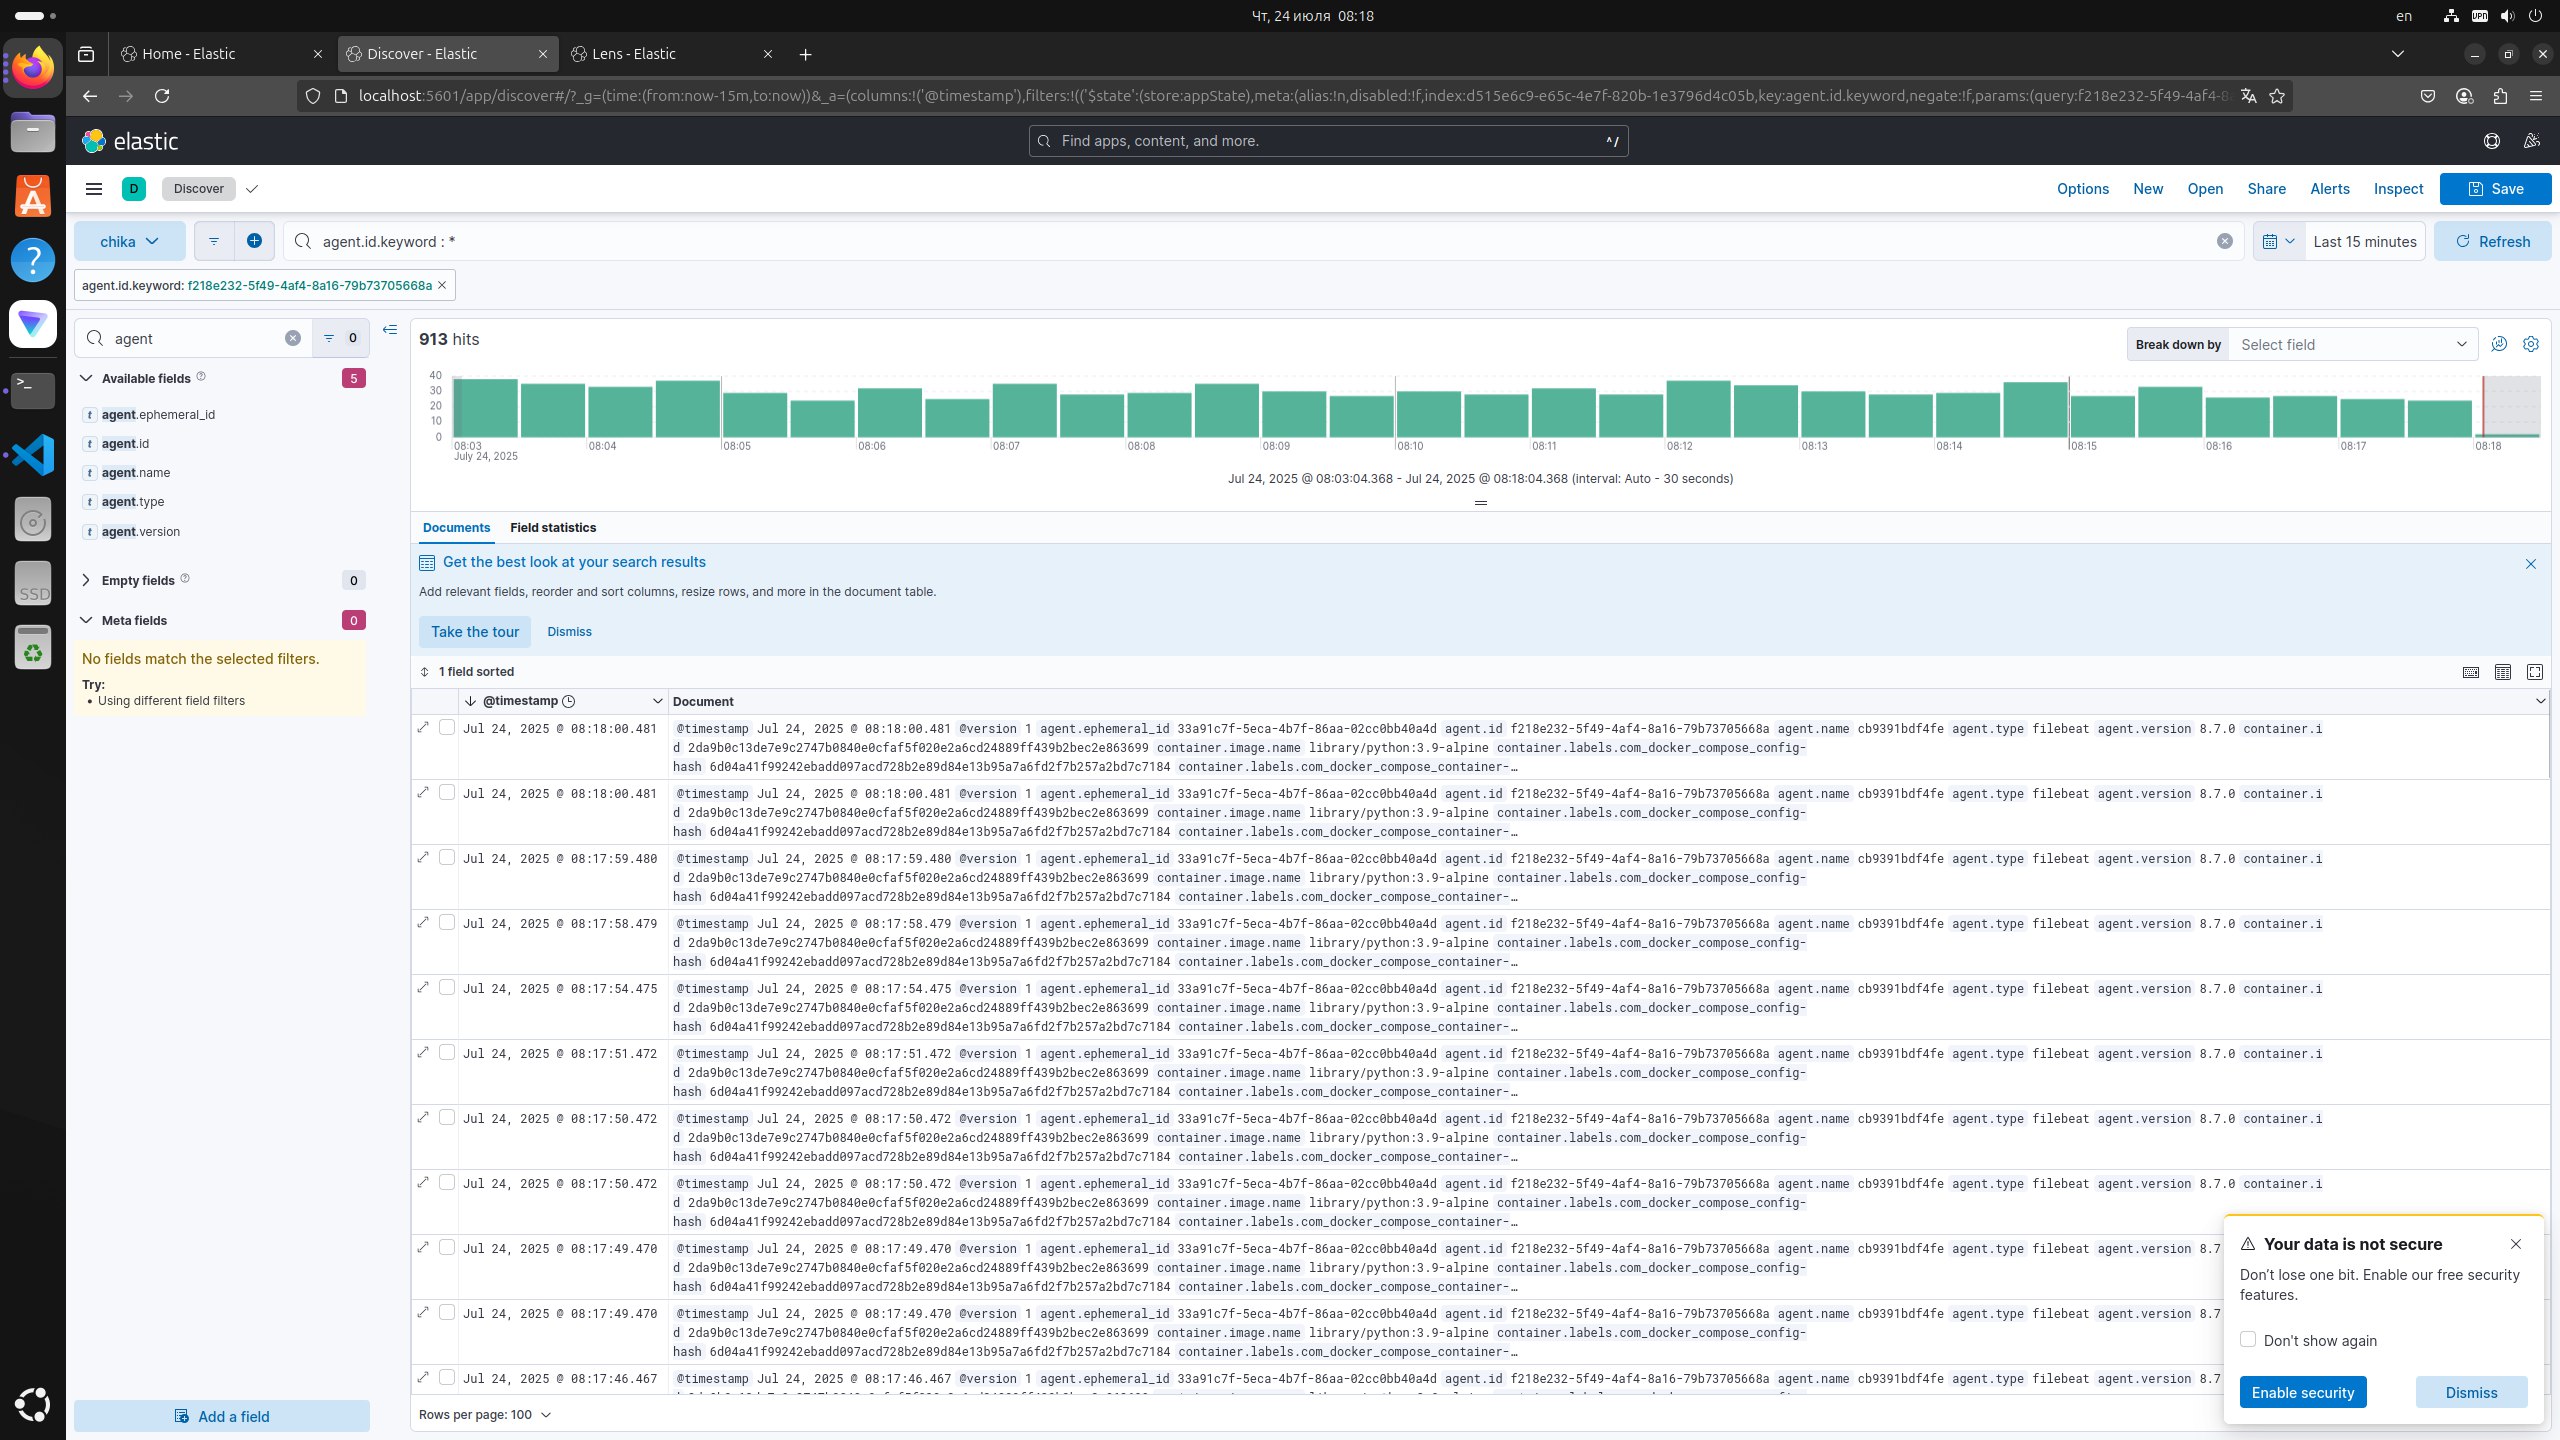 Чт, 24 июля 08:18
en
Home - Elastic
Discover - Elastic
Lens - Elastic
localhost:5601/app/discover#/?_g=(time:(from:now-15m,to:now))&_a=(columns:!('@timestamp'),filters:!(('$state':(store:appState),meta:(alias:!n,disabled:!f,index:d515e6c9-e65c-4e7f-820b-1e3796d4c05b,key:agent.id.keyword,negate:!f,params:(query:f218e232-5f49-4af4-8
elastic
Find apps, content, and more.
^/
D
Discover
Options
New
Open
Share
Alerts
Inspect
Save
chika
agent.id.keyword : *
Last 15 minutes
Refresh
agent.id.keyword: f218e232-5f49-4af4-8a16-79b73705668a
agent
0
Available fields
5
t agent.ephemeral_id
t agent.id
t agent.name
t agent.type
t agent.version
Empty fields
0
Meta fields
0
No fields match the selected filters.
Try:
• Using different field filters
Add a field
913 hits
Break down by
Select field
40
30
20
10
0
08:03 08:04 08:05 08:06 08:07 08:08 08:09 08:10 08:11 08:12 08:13 08:14 08:15 08:16 08:17 08:18
July 24, 2025
Jul 24, 2025 @ 08:03:04.368 - Jul 24, 2025 @ 08:18:04.368 (interval: Auto - 30 seconds)
Documents
Field statistics
Get the best look at your search results
Add relevant fields, reorder and sort columns, resize rows, and more in the document table.
Take the tour
Dismiss
1 field sorted
@timestamp
Document
Jul 24, 2025 @ 08:18:00.481 @timestamp Jul 24, 2025 @ 08:18:00.481 @version 1 agent.ephemeral_id 33a91c7f-5eca-4b7f-86aa-02cc0bb40a4d agent.id f218e232-5f49-4af4-8a16-79b73705668a agent.name cb9391bdf4fe agent.type filebeat agent.version 8.7.0 container.i
d 2da9b0c13de7e9c2747b0840e0cfaf5f020e2a6cd24889ff439b2bec2e863699 container.image.name library/python:3.9-alpine container.labels.com_docker_compose_config-
hash 6d04a41f99242ebadd097acd728b2e89d84e13b95a7a6fd2f7b257a2bd7c7184 container.labels.com_docker_compose_container-…
Jul 24, 2025 @ 08:18:00.481 @timestamp Jul 24, 2025 @ 08:18:00.481 @version 1 agent.ephemeral_id 33a91c7f-5eca-4b7f-86aa-02cc0bb40a4d agent.id f218e232-5f49-4af4-8a16-79b73705668a agent.name cb9391bdf4fe agent.type filebeat agent.version 8.7.0 container.i
d 2da9b0c13de7e9c2747b0840e0cfaf5f020e2a6cd24889ff439b2bec2e863699 container.image.name library/python:3.9-alpine container.labels.com_docker_compose_config-
hash 6d04a41f99242ebadd097acd728b2e89d84e13b95a7a6fd2f7b257a2bd7c7184 container.labels.com_docker_compose_container-…
Jul 24, 2025 @ 08:17:59.480 @timestamp Jul 24, 2025 @ 08:17:59.480 @version 1 agent.ephemeral_id 33a91c7f-5eca-4b7f-86aa-02cc0bb40a4d agent.id f218e232-5f49-4af4-8a16-79b73705668a agent.name cb9391bdf4fe agent.type filebeat agent.version 8.7.0 container.i
d 2da9b0c13de7e9c2747b0840e0cfaf5f020e2a6cd24889ff439b2bec2e863699 container.image.name library/python:3.9-alpine container.labels.com_docker_compose_config-
hash 6d04a41f99242ebadd097acd728b2e89d84e13b95a7a6fd2f7b257a2bd7c7184 container.labels.com_docker_compose_container-…
Jul 24, 2025 @ 08:17:58.479 @timestamp Jul 24, 2025 @ 08:17:58.479 @version 1 agent.ephemeral_id 33a91c7f-5eca-4b7f-86aa-02cc0bb40a4d agent.id f218e232-5f49-4af4-8a16-79b73705668a agent.name cb9391bdf4fe agent.type filebeat agent.version 8.7.0 container.i
d 2da9b0c13de7e9c2747b0840e0cfaf5f020e2a6cd24889ff439b2bec2e863699 container.image.name library/python:3.9-alpine container.labels.com_docker_compose_config-
hash 6d04a41f99242ebadd097acd728b2e89d84e13b95a7a6fd2f7b257a2bd7c7184 container.labels.com_docker_compose_container-…
Jul 24, 2025 @ 08:17:54.475 @timestamp Jul 24, 2025 @ 08:17:54.475 @version 1 agent.ephemeral_id 33a91c7f-5eca-4b7f-86aa-02cc0bb40a4d agent.id f218e232-5f49-4af4-8a16-79b73705668a agent.name cb9391bdf4fe agent.type filebeat agent.version 8.7.0 container.i
d 2da9b0c13de7e9c2747b0840e0cfaf5f020e2a6cd24889ff439b2bec2e863699 container.image.name library/python:3.9-alpine container.labels.com_docker_compose_config-
hash 6d04a41f99242ebadd097acd728b2e89d84e13b95a7a6fd2f7b257a2bd7c7184 container.labels.com_docker_compose_container-…
Jul 24, 2025 @ 08:17:51.472 @timestamp Jul 24, 2025 @ 08:17:51.472 @version 1 agent.ephemeral_id 33a91c7f-5eca-4b7f-86aa-02cc0bb40a4d agent.id f218e232-5f49-4af4-8a16-79b73705668a agent.name cb9391bdf4fe agent.type filebeat agent.version 8.7.0 container.i
d 2da9b0c13de7e9c2747b0840e0cfaf5f020e2a6cd24889ff439b2bec2e863699 container.image.name library/python:3.9-alpine container.labels.com_docker_compose_config-
hash 6d04a41f99242ebadd097acd728b2e89d84e13b95a7a6fd2f7b257a2bd7c7184 container.labels.com_docker_compose_container-…
Jul 24, 2025 @ 08:17:50.472 @timestamp Jul 24, 2025 @ 08:17:50.472 @version 1 agent.ephemeral_id 33a91c7f-5eca-4b7f-86aa-02cc0bb40a4d agent.id f218e232-5f49-4af4-8a16-79b73705668a agent.name cb9391bdf4fe agent.type filebeat agent.version 8.7.0 container.i
d 2da9b0c13de7e9c2747b0840e0cfaf5f020e2a6cd24889ff439b2bec2e863699 container.image.name library/python:3.9-alpine container.labels.com_docker_compose_config-
hash 6d04a41f99242ebadd097acd728b2e89d84e13b95a7a6fd2f7b257a2bd7c7184 container.labels.com_docker_compose_container-…
Jul 24, 2025 @ 08:17:50.472 @timestamp Jul 24, 2025 @ 08:17:50.472 @version 1 agent.ephemeral_id 33a91c7f-5eca-4b7f-86aa-02cc0bb40a4d agent.id f218e232-5f49-4af4-8a16-79b73705668a agent.name cb9391bdf4fe agent.type filebeat agent.version 8.7.0 container.i
d 2da9b0c13de7e9c2747b0840e0cfaf5f020e2a6cd24889ff439b2bec2e863699 container.image.name library/python:3.9-alpine container.labels.com_docker_compose_config-
hash 6d04a41f99242ebadd097acd728b2e89d84e13b95a7a6fd2f7b257a2bd7c7184 container.labels.com_docker_compose_container-…
Jul 24, 2025 @ 08:17:49.470 @timestamp Jul 24, 2025 @ 08:17:49.470 @version 1 agent.ephemeral_id 33a91c7f-5eca-4b7f-86aa-02cc0bb40a4d agent.id f218e232-5f49-4af4-8a16-79b73705668a agent.name cb9391bdf4fe agent.type filebeat agent.version 8.7
d 2da9b0c13de7e9c2747b0840e0cfaf5f020e2a6cd24889ff439b2bec2e863699 container.image.name library/python:3.9-alpine container.labels.com_docker_compose_config-
hash 6d04a41f99242ebadd097acd728b2e89d84e13b95a7a6fd2f7b257a2bd7c7184 container.labels.com_docker_compose_container-…
Jul 24, 2025 @ 08:17:49.470 @timestamp Jul 24, 2025 @ 08:17:49.470 @version 1 agent.ephemeral_id 33a91c7f-5eca-4b7f-86aa-02cc0bb40a4d agent.id f218e232-5f49-4af4-8a16-79b73705668a agent.name cb9391bdf4fe agent.type filebeat agent.version 8.7
d 2da9b0c13de7e9c2747b0840e0cfaf5f020e2a6cd24889ff439b2bec2e863699 container.image.name library/python:3.9-alpine container.labels.com_docker_compose_config-
hash 6d04a41f99242ebadd097acd728b2e89d84e13b95a7a6fd2f7b257a2bd7c7184 container.labels.com_docker_compose_container-…
Jul 24, 2025 @ 08:17:46.467 @timestamp Jul 24, 2025 @ 08:17:46.467 @version 1 agent.ephemeral_id 33a91c7f-5eca-4b7f-86aa-02cc0bb40a4d agent.id f218e232-5f49-4af4-8a16-79b73705668a agent.name cb9391bdf4fe agent.type filebeat agent.version 8.7
Rows per page: 100
Your data is not secure
Don't lose one bit. Enable our free security
features.
Don't show again
Enable security
Dismiss
SSD